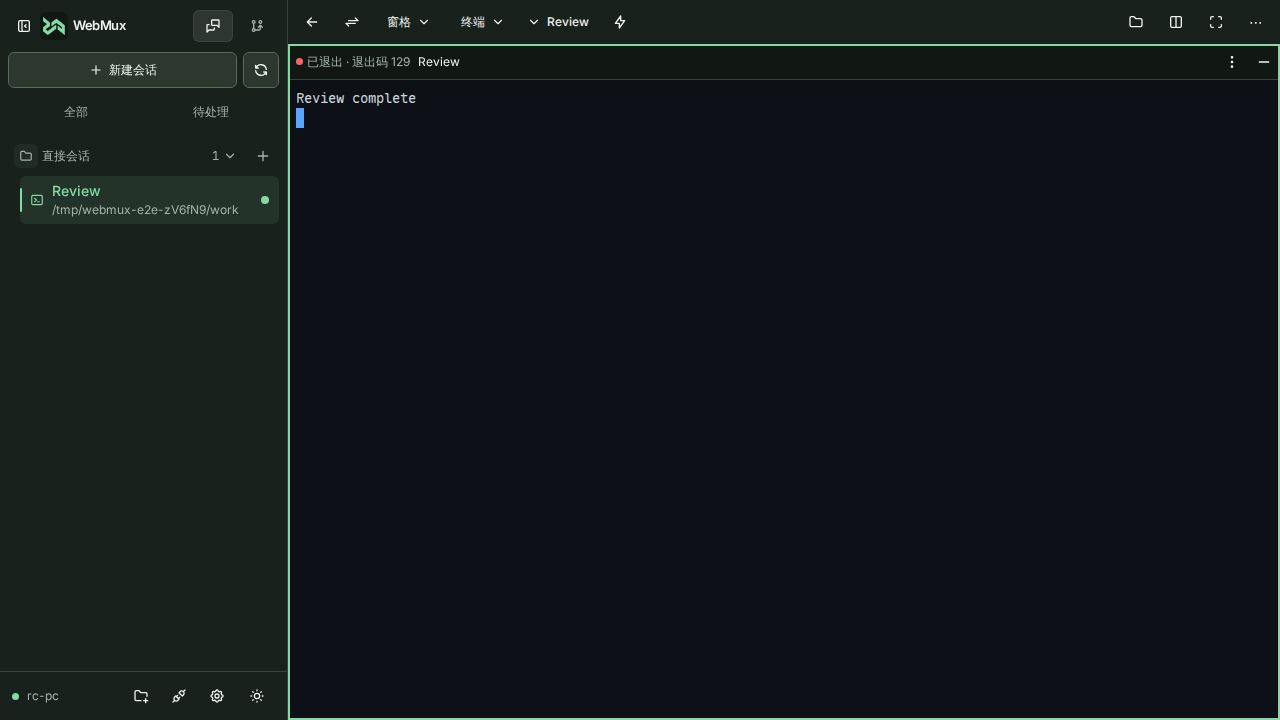 WebMux
新建会话
全部
待处理
直接会话
1
Review
/tmp/webmux-e2e-zV6fN9/work
rc-pc
窗格
终端
Review
已退出 · 退出码 129 Review
Review complete